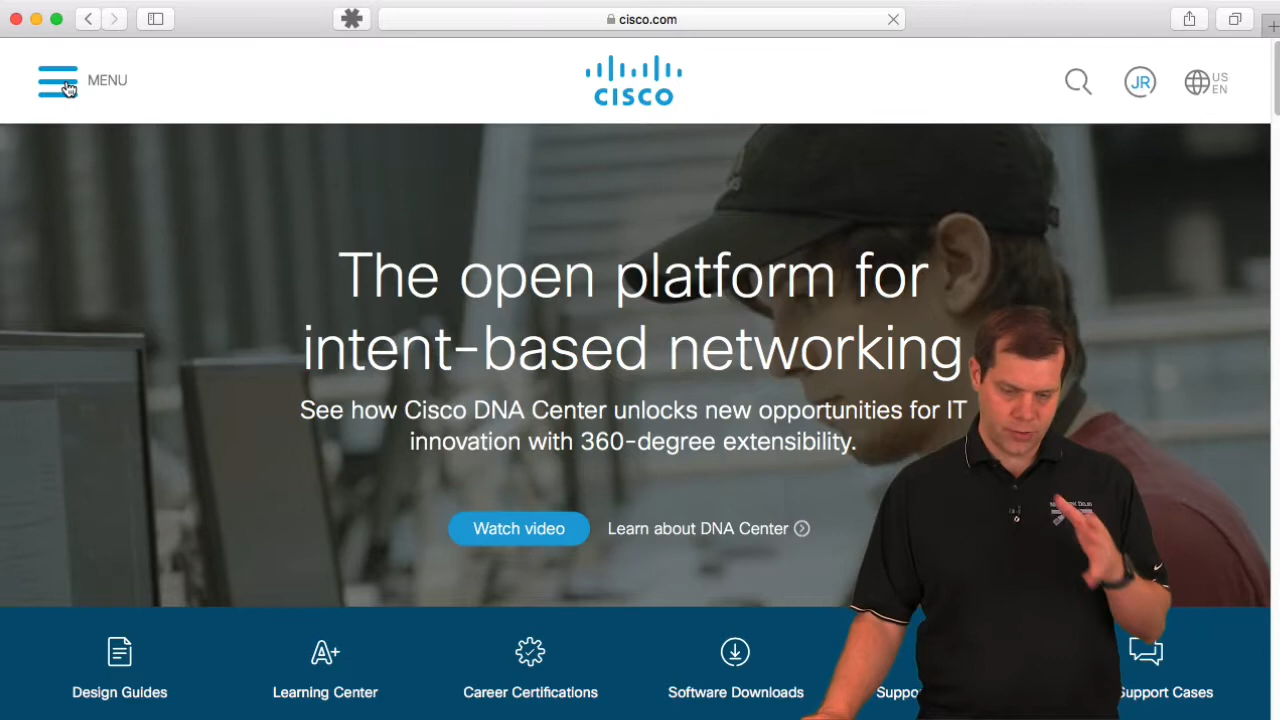 cisco.com
MENU
CISCO
JR
US
EN
The open platform for
intent-based networking
See how Cisco DNA Center unlocks new opportunities for IT
innovation with 360-degree extensibility.
Watch video
Learn about DNA Center
A+
Design Guides
Learning Center
Career Certifications
Software Downloads
Support Cases